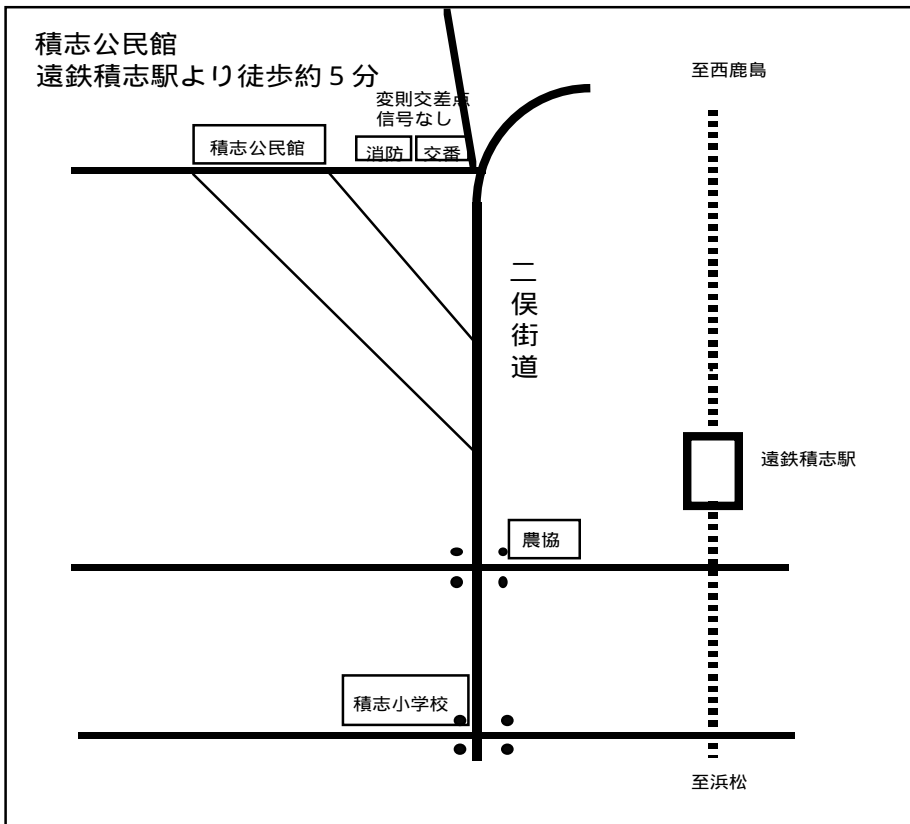 積志公民館
遠鉄積志駅より徒歩約5分
至西鹿島
変則交差点
信号なし
積志公民館
消防
交番
二俣街道
遠鉄積志駅
農協
積志小学校
至浜松